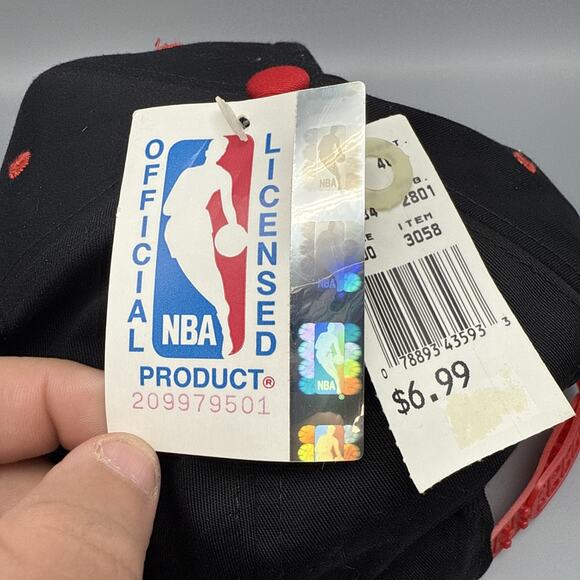 OFFICIAL
LICENSED
NBA
PRODUCT®
209979501
NBA
NBA
NBA
2801
ITEM
3058
0 78893 43593 3
$6.99